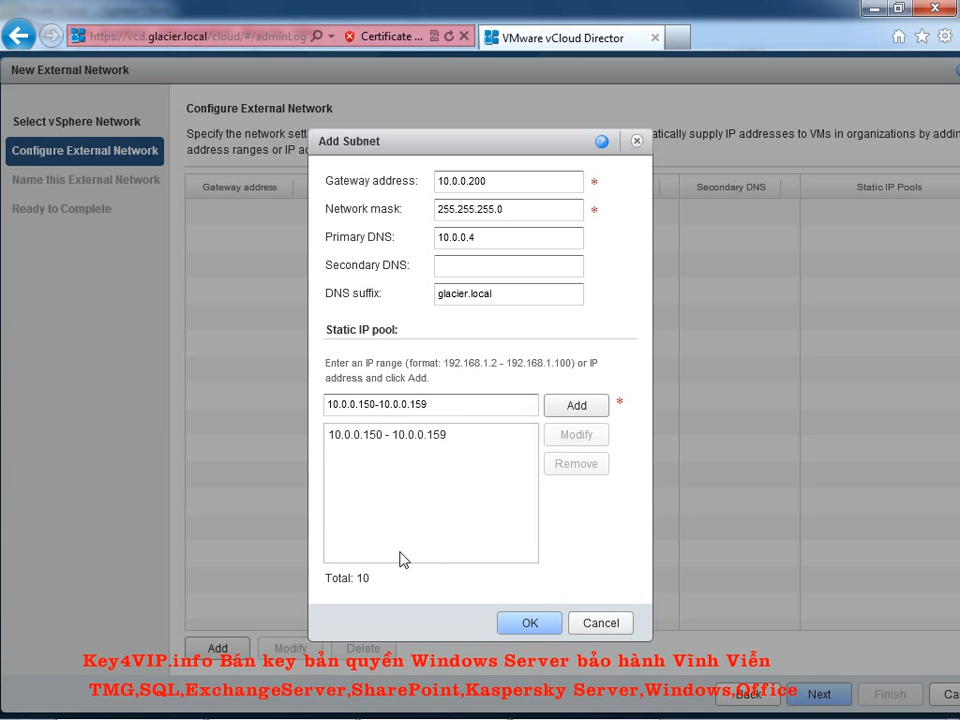 https://vcd.glacier.local/cloud/#/adminLog
Certificate ...
VMware vCloud Director
New External Network
Select vSphere Network
Configure External Network
Name this External Network
Ready to Complete
Configure External Network
Specify the network sett
atically supply IP addresses to VMs in organizations by adding
address ranges or IP a
Gateway address
Secondary DNS
Static IP Pools
Add Subnet
Gateway address: 10.0.0.200 *
Network mask: 255.255.255.0 *
Primary DNS: 10.0.0.4
Secondary DNS:
DNS suffix: glacier.local
Static IP pool:
Enter an IP range (format: 192.168.1.2 - 192.168.1.100) or IP
address and click Add.
10.0.0.150-10.0.0.159 Add *
10.0.0.150 - 10.0.0.159 Modify
Remove
Total: 10
OK Cancel
Add Modify Delete
Key4VIP.info Bán key bản quyền Windows Server bảo hành Vĩnh Viễn
TMG,SQL,ExchangeServer,SharePoint,Kaspersky Server,Windows,Office
Back Next Finish Ca